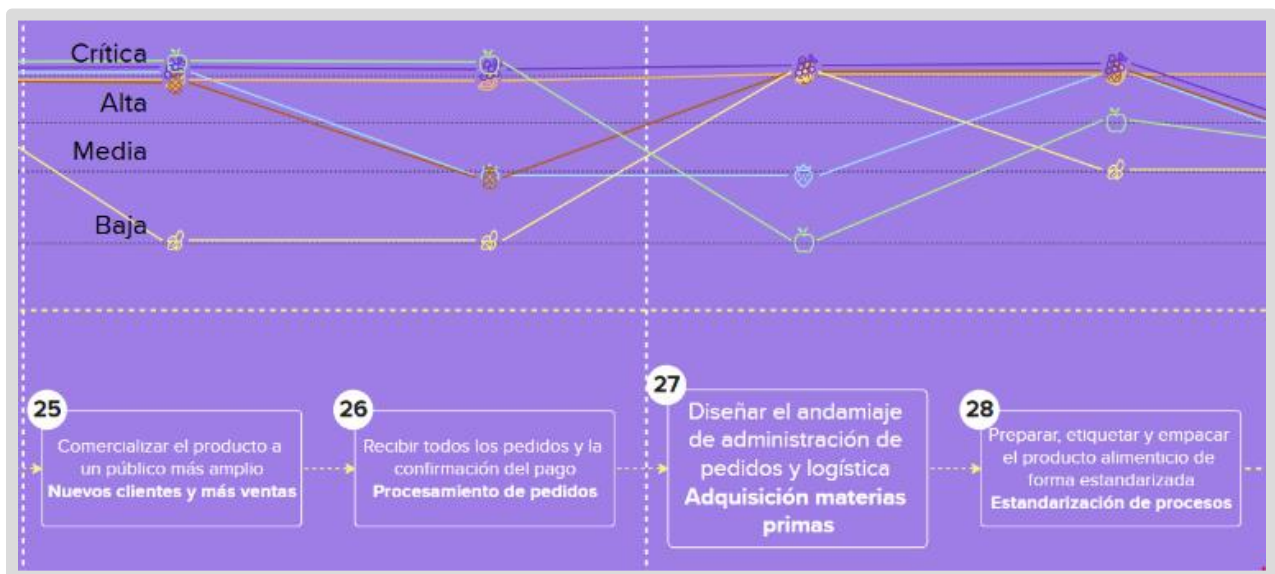 Crítica
Alta
Media
Baja
25
Comercializar el producto a
un público más amplio
Nuevos clientes y más ventas
26
Recibir todos los pedidos y la
confirmación del pago
Procesamiento de pedidos
27
Diseñar el andamiaje
de administración de
pedidos y logística
Adquisición materias
primas
28
Preparar, etiquetar y empacar
el producto alimenticio de
forma estandarizada
Estandarización de procesos